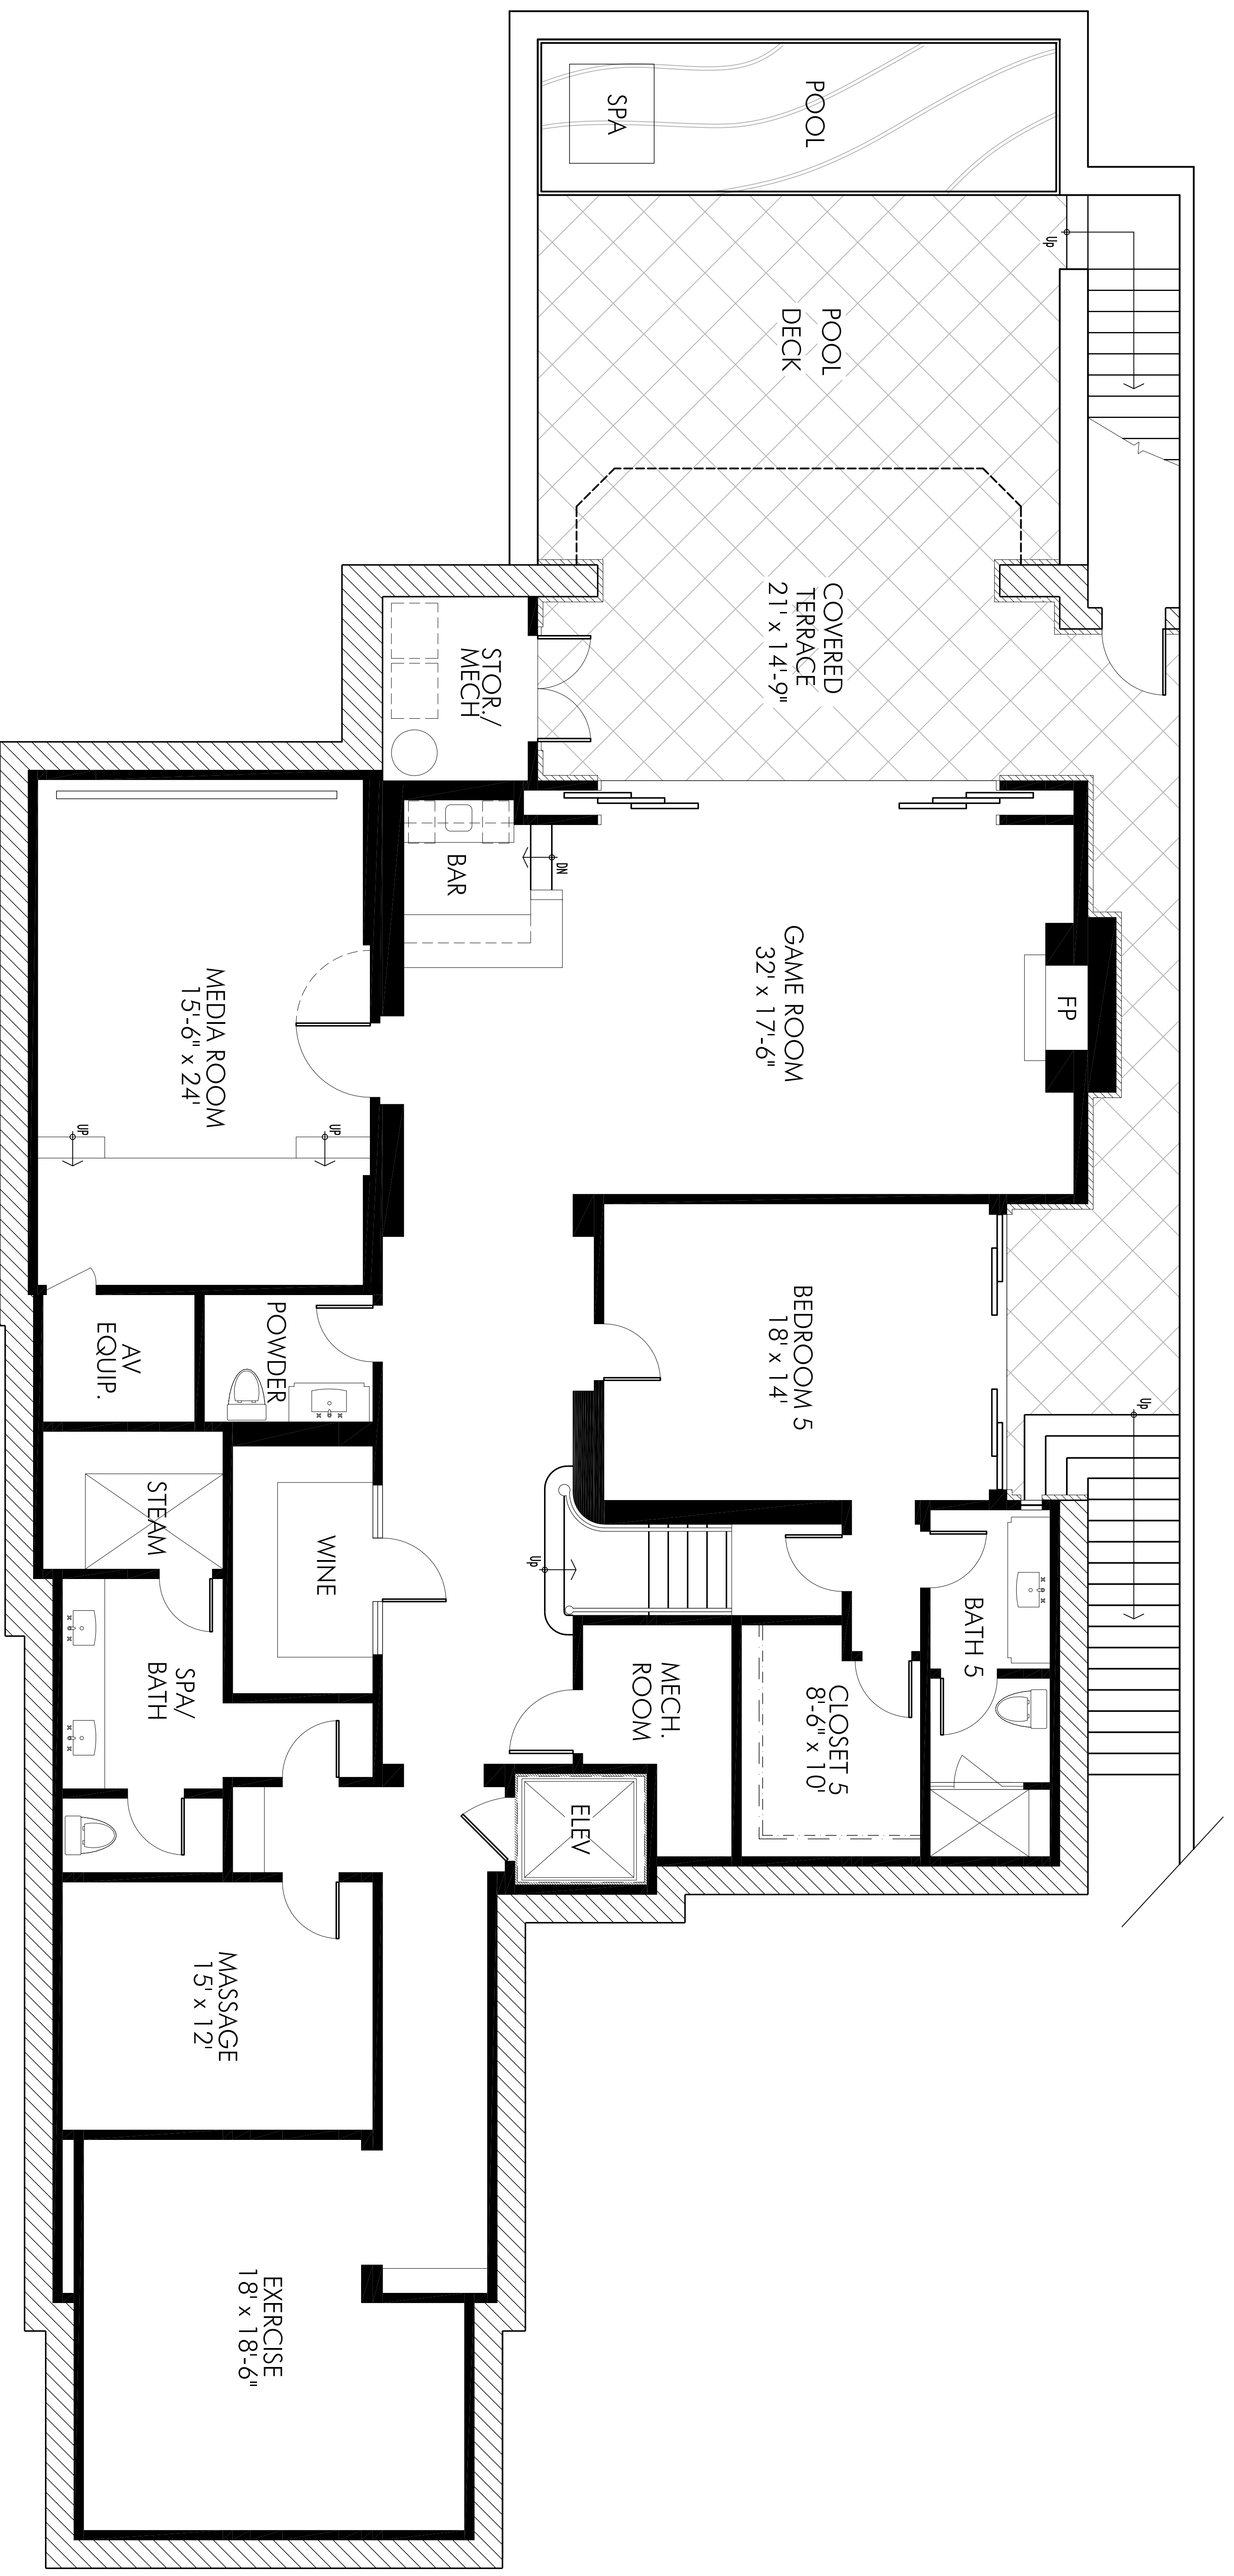 POOL
SPA
Up
POOL
DECK
COVERED
TERRACE
21' x 14'-9"
STOR./
MECH
BAR
DN
GAME ROOM
32' x 17'-6"
FP
MEDIA ROOM
15'-6" x 24'
UP
UP
AV
EQUIP.
POWDER
BEDROOM 5
18' x 14'
Up
STEAM
WINE
Up
BATH 5
SPA/
BATH
MECH.
ROOM
CLOSET 5
8'-6" x 10'
ELEV
MASSAGE
15' x 12'
EXERCISE
18' x 18'-6"